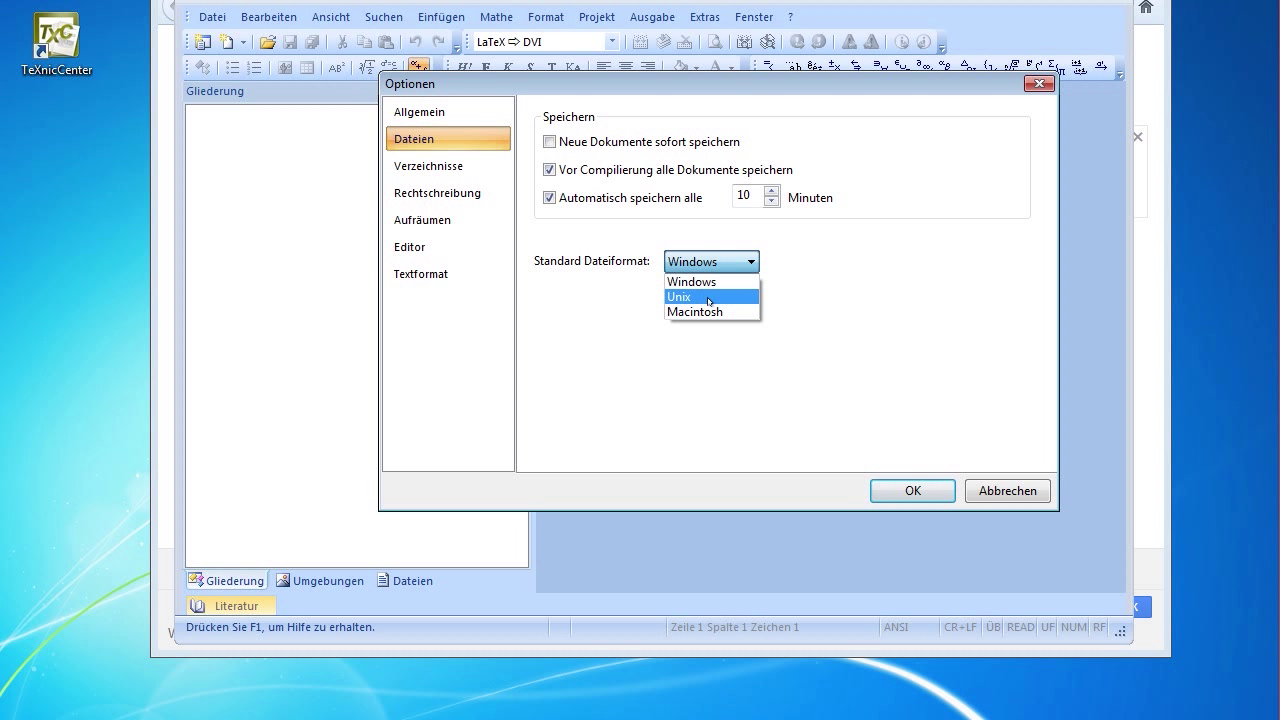 Datei Bearbeiten Ansicht Suchen Einfügen Mathe Format Projekt Ausgabe Extras Fenster ?
LaTeX ⇨ DVI
TeXnicCenter
Gliederung
Optionen
Allgemein
Dateien
Verzeichnisse
Rechtschreibung
Aufräumen
Editor
Textformat
Speichern
Neue Dokumente sofort speichern
Vor Compilierung alle Dokumente speichern
Automatisch speichern alle 10 Minuten
Standard Dateiformat: Windows
Windows
Unix
Macintosh
OK Abbrechen
Gliederung Umgebungen Dateien
Literatur
Drücken Sie F1, um Hilfe zu erhalten. Zeile 1 Spalte 1 Zeichen 1 ANSI CR+LF ÜB READ UF NUM RF